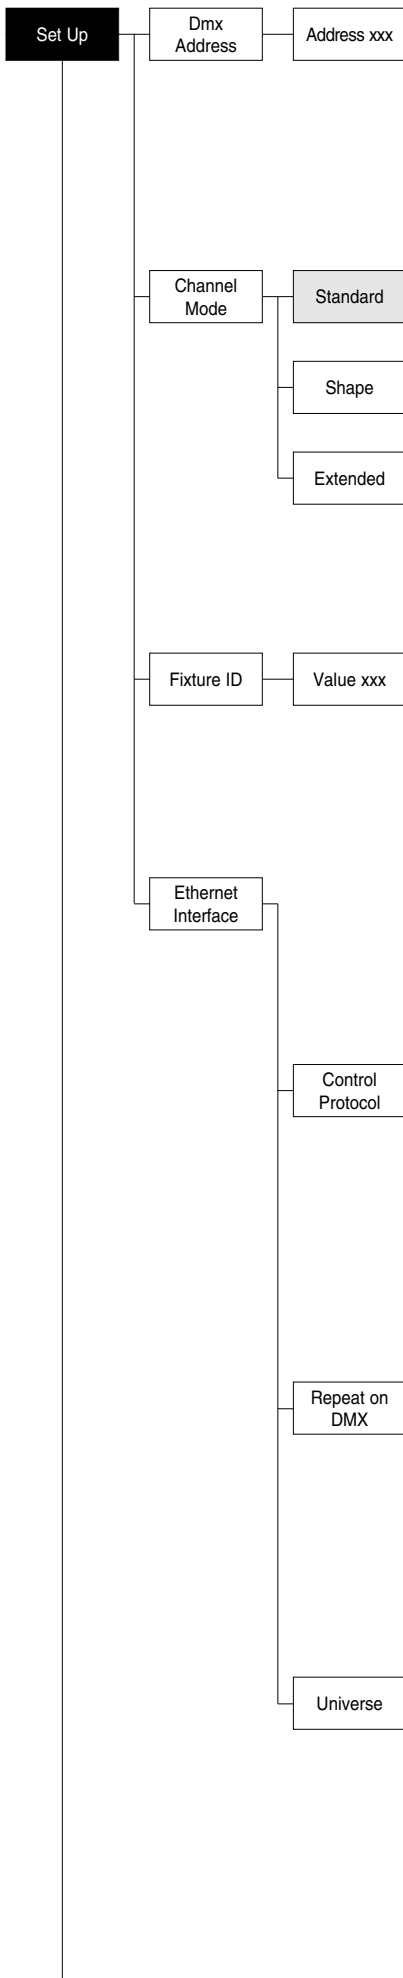 Set Up
Dmx
Address
Address xxx
Channel
Mode
Standard
Shape
Extended
Fixture ID
Value xxx
Ethernet
Interface
Control
Protocol
Repeat on
DMX
Universe